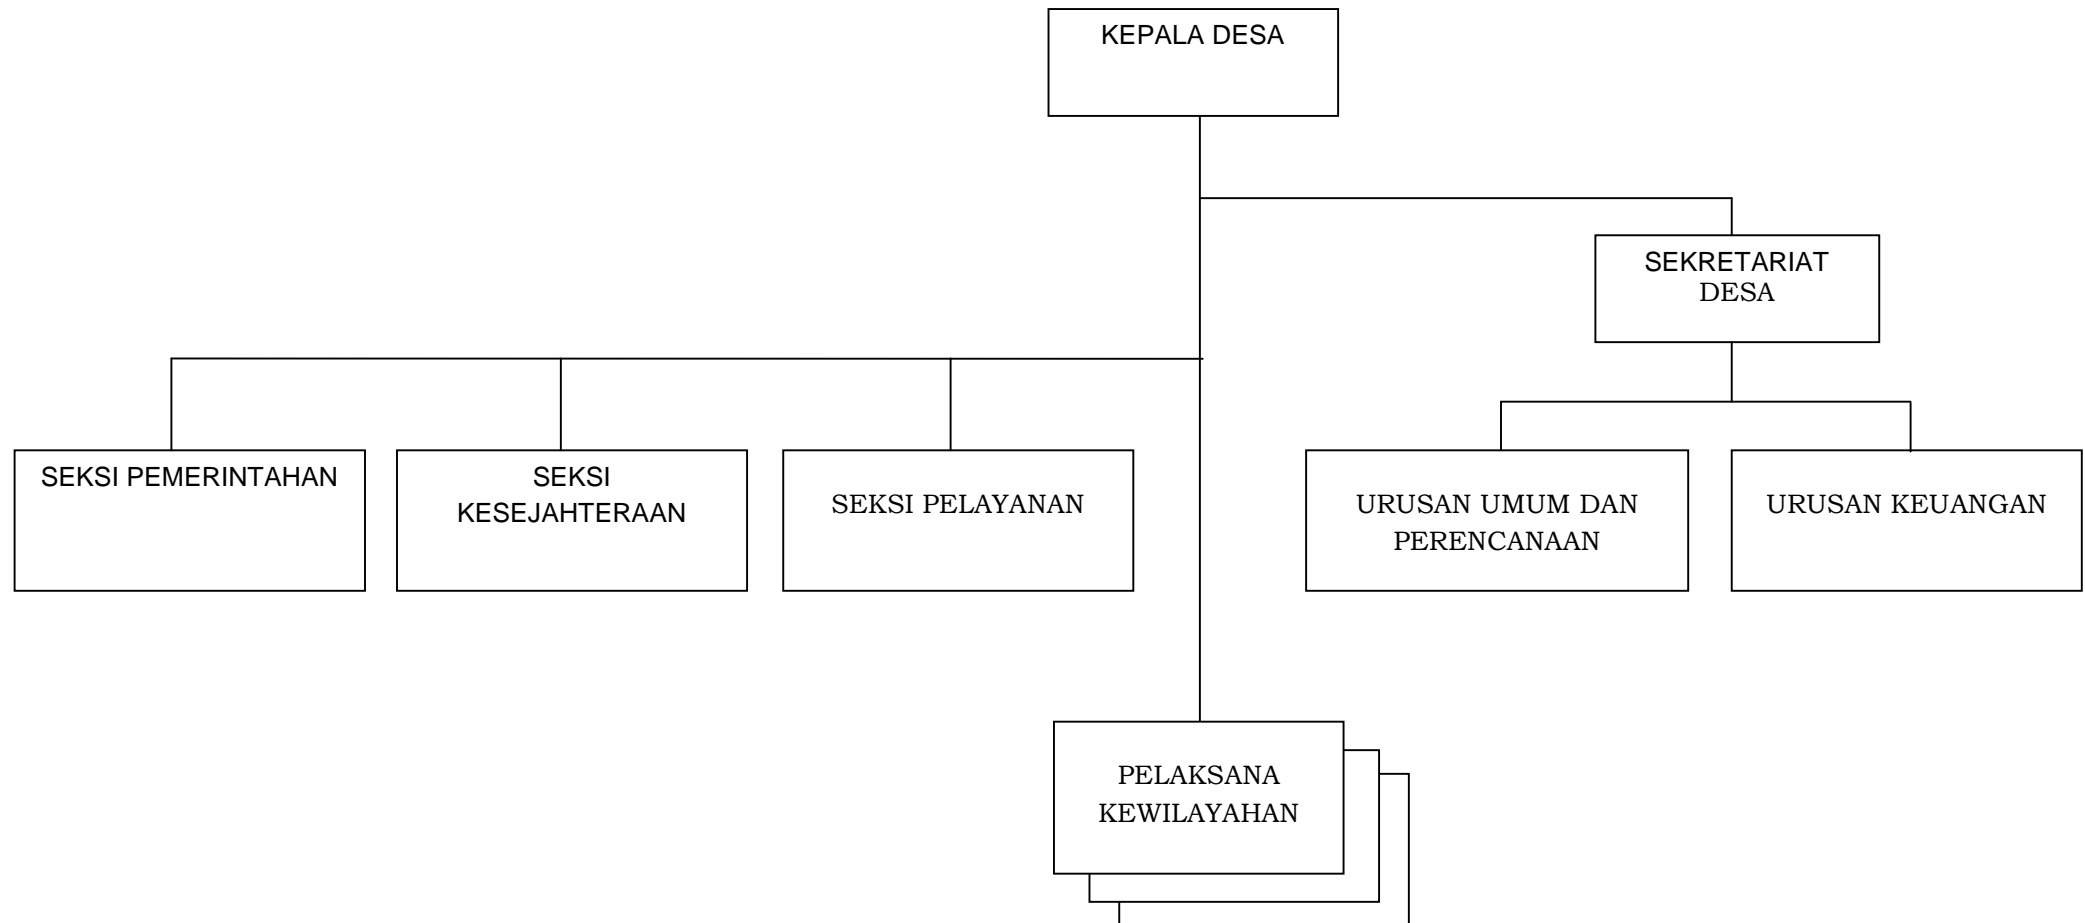 KEPALA DESA
SEKRETARIAT
DESA
SEKSI PEMERINTAHAN
SEKSI
KESEJAHTERAAN
SEKSI PELAYANAN
URUSAN UMUM DAN
PERENCANAAN
URUSAN KEUANGAN
PELAKSANA
KEWILAYAHAN